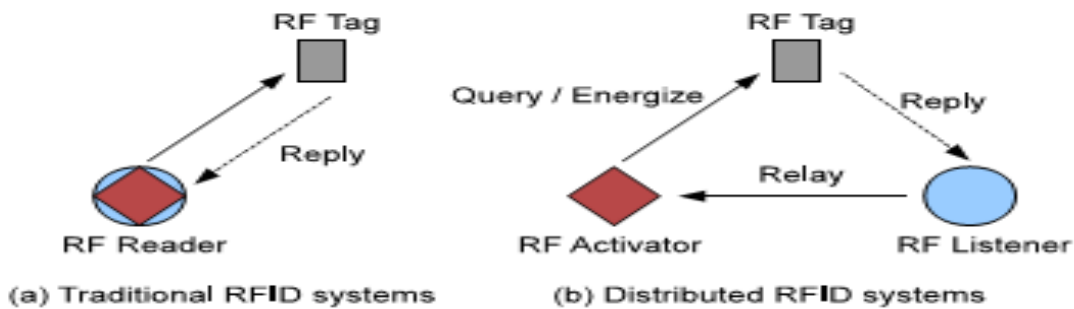 RF Tag
Reply
RF Reader
(a) Traditional RFID systems
RF Tag
Query / Energize
Reply
Relay
RF Activator
RF Listener
(b) Distributed RFID systems